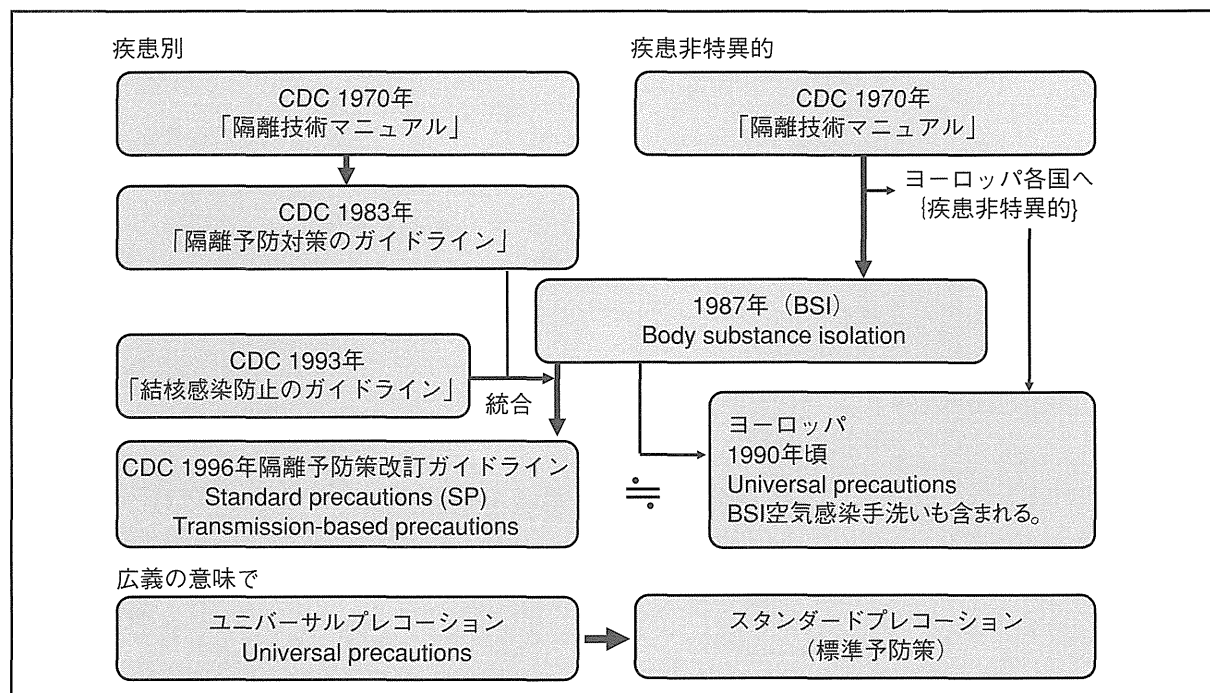 疾患別
CDC 1970年
「隔離技術マニュアル」
CDC 1983年
「隔離予防対策のガイドライン」
CDC 1993年
「結核感染防止のガイドライン」
統合
CDC 1996年隔離予防策改訂ガイドライン
Standard precautions (SP)
Transmission-based precautions
疾患非特異的
CDC 1970年
「隔離技術マニュアル」
ヨーロッパ各国へ
{疾患非特異的}
1987年（BSI）
Body substance isolation
≒
ヨーロッパ
1990年頃
Universal precautions
BSI空気感染手洗いも含まれる。
広義の意味で
ユニバーサルプレコーション
Universal precautions
スタンダードプレコーション
（標準予防策）